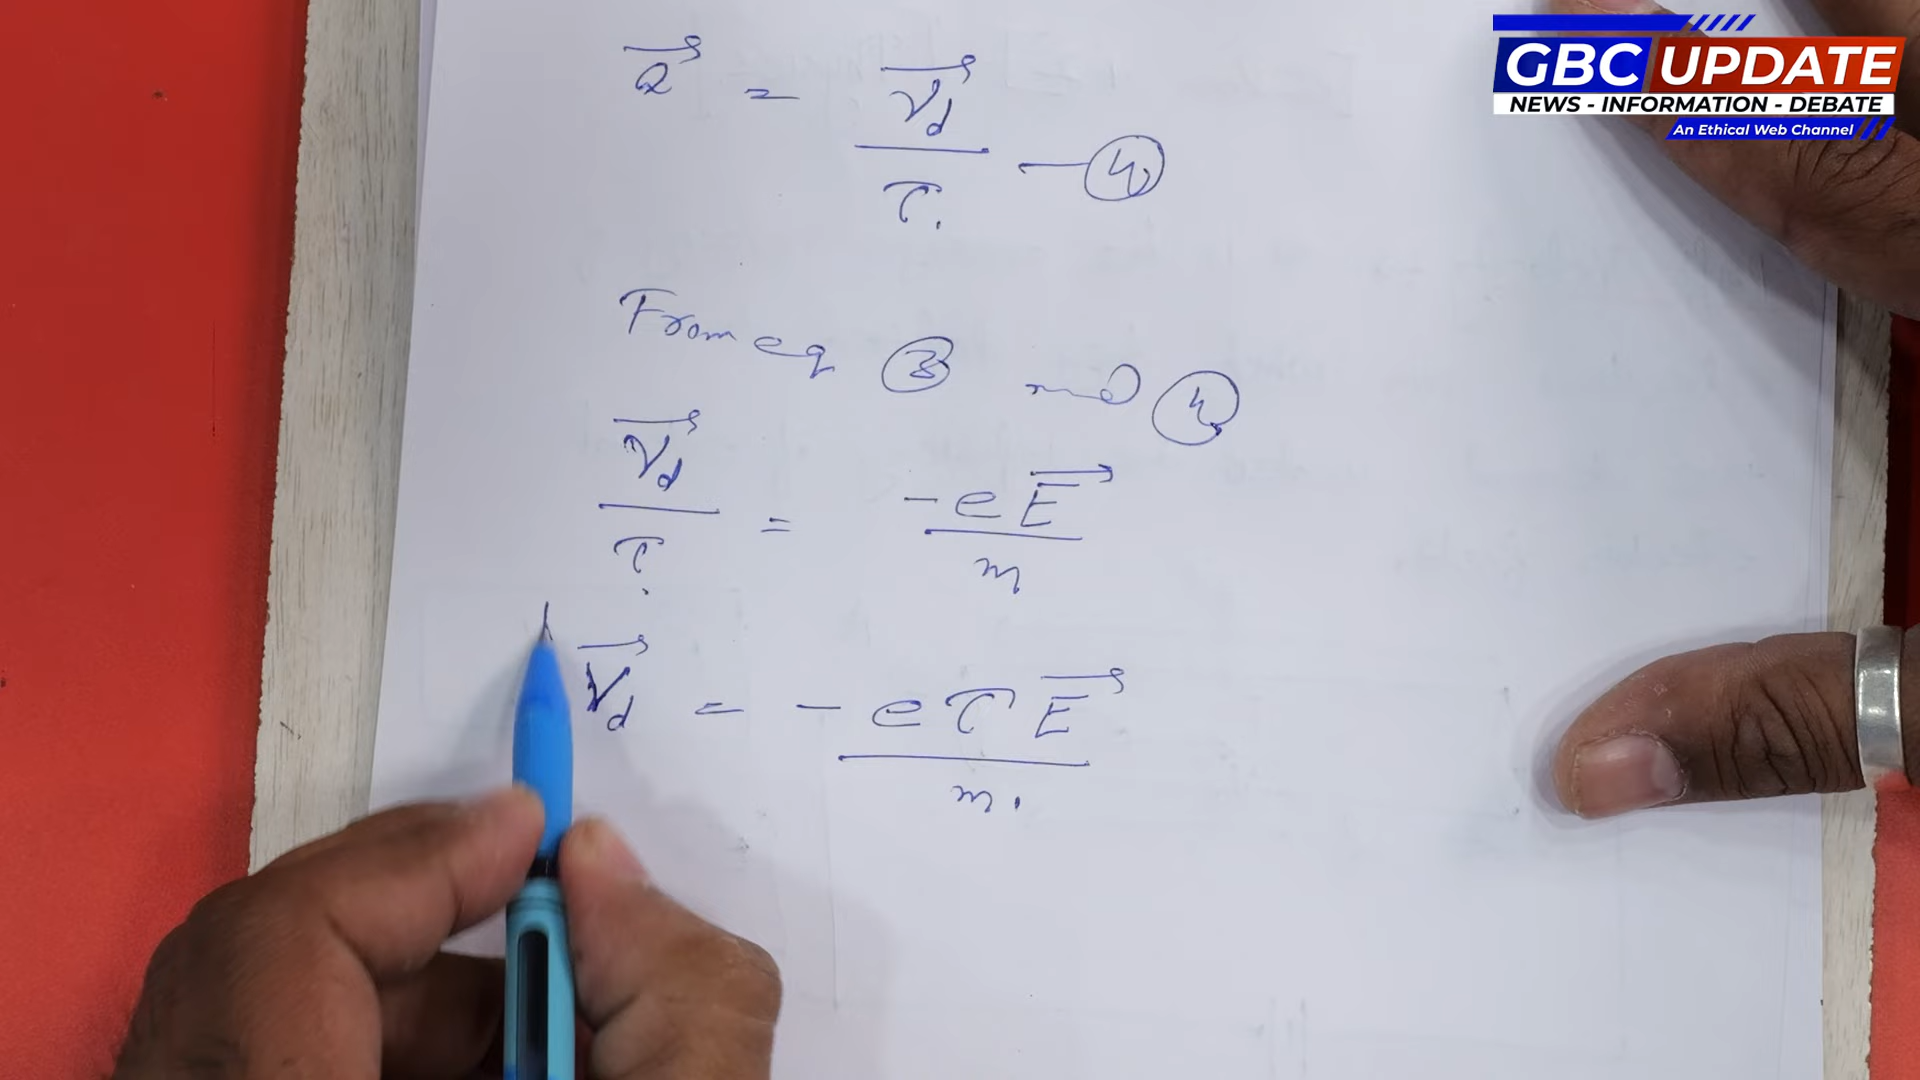 GBC UPDATE
NEWS - INFORMATION - DEBATE
An Ethical Web Channel
a⃗ = V⃗d / τ — (4)
From eq (3) and (4)
V⃗d / τ = -eE⃗ / m
V⃗d = - eτE⃗ / m